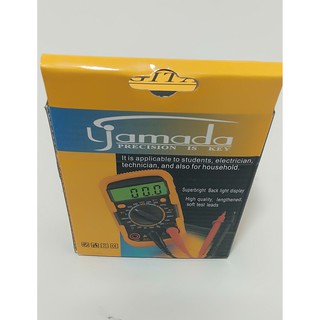 Yamada
PRECISION IS KEY
It is applicable to students, electrician,
technician, and also for household.
Superbright Back light display
High quality, lengthened,
soft test leads
000